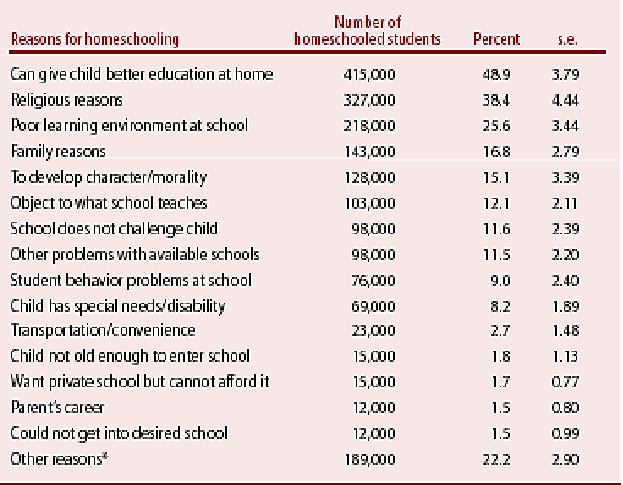 Number of
Reasons for homeschooling homeschooled students Percent s.e.
Can give child better education at home 415,000 48.9 3.79
Religious reasons 327,000 38.4 4.44
Poor learning environment at school 218,000 25.6 3.44
Family reasons 143,000 16.8 2.79
To develop character/morality 128,000 15.1 3.39
Object to what school teaches 103,000 12.1 2.11
School does not challenge child 98,000 11.6 2.39
Other problems with available schools 98,000 11.5 2.20
Student behavior problems at school 76,000 9.0 2.40
Child has special needs/disability 69,000 8.2 1.89
Transportation/convenience 23,000 2.7 1.48
Child not old enough to enter school 15,000 1.8 1.13
Want private school but cannot afford it 15,000 1.7 0.77
Parent's career 12,000 1.5 0.80
Could not get into desired school 12,000 1.5 0.99
Other reasons* 189,000 22.2 2.90